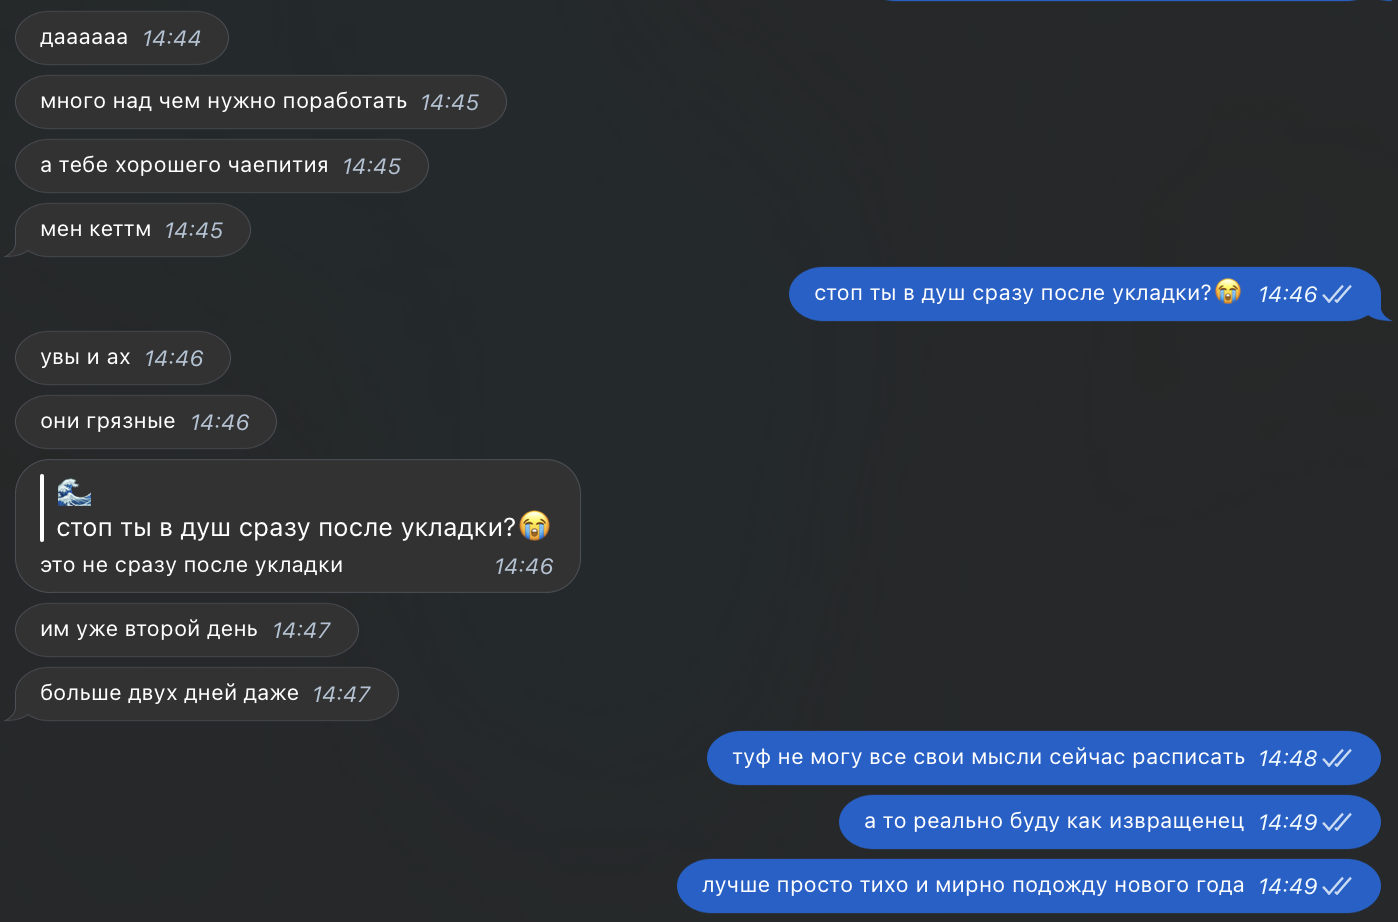 даааааа 14:44
много над чем нужно поработать 14:45
а тебе хорошего чаепития 14:45
мен кеттм 14:45
стоп ты в душ сразу после укладки?😭 14:46
увы и ах 14:46
они грязные 14:46
🌊
стоп ты в душ сразу после укладки?😭
это не сразу после укладки 14:46
им уже второй день 14:47
больше двух дней даже 14:47
туф не могу все свои мысли сейчас расписать 14:48
а то реально буду как извращенец 14:49
лучше просто тихо и мирно подожду нового года 14:49